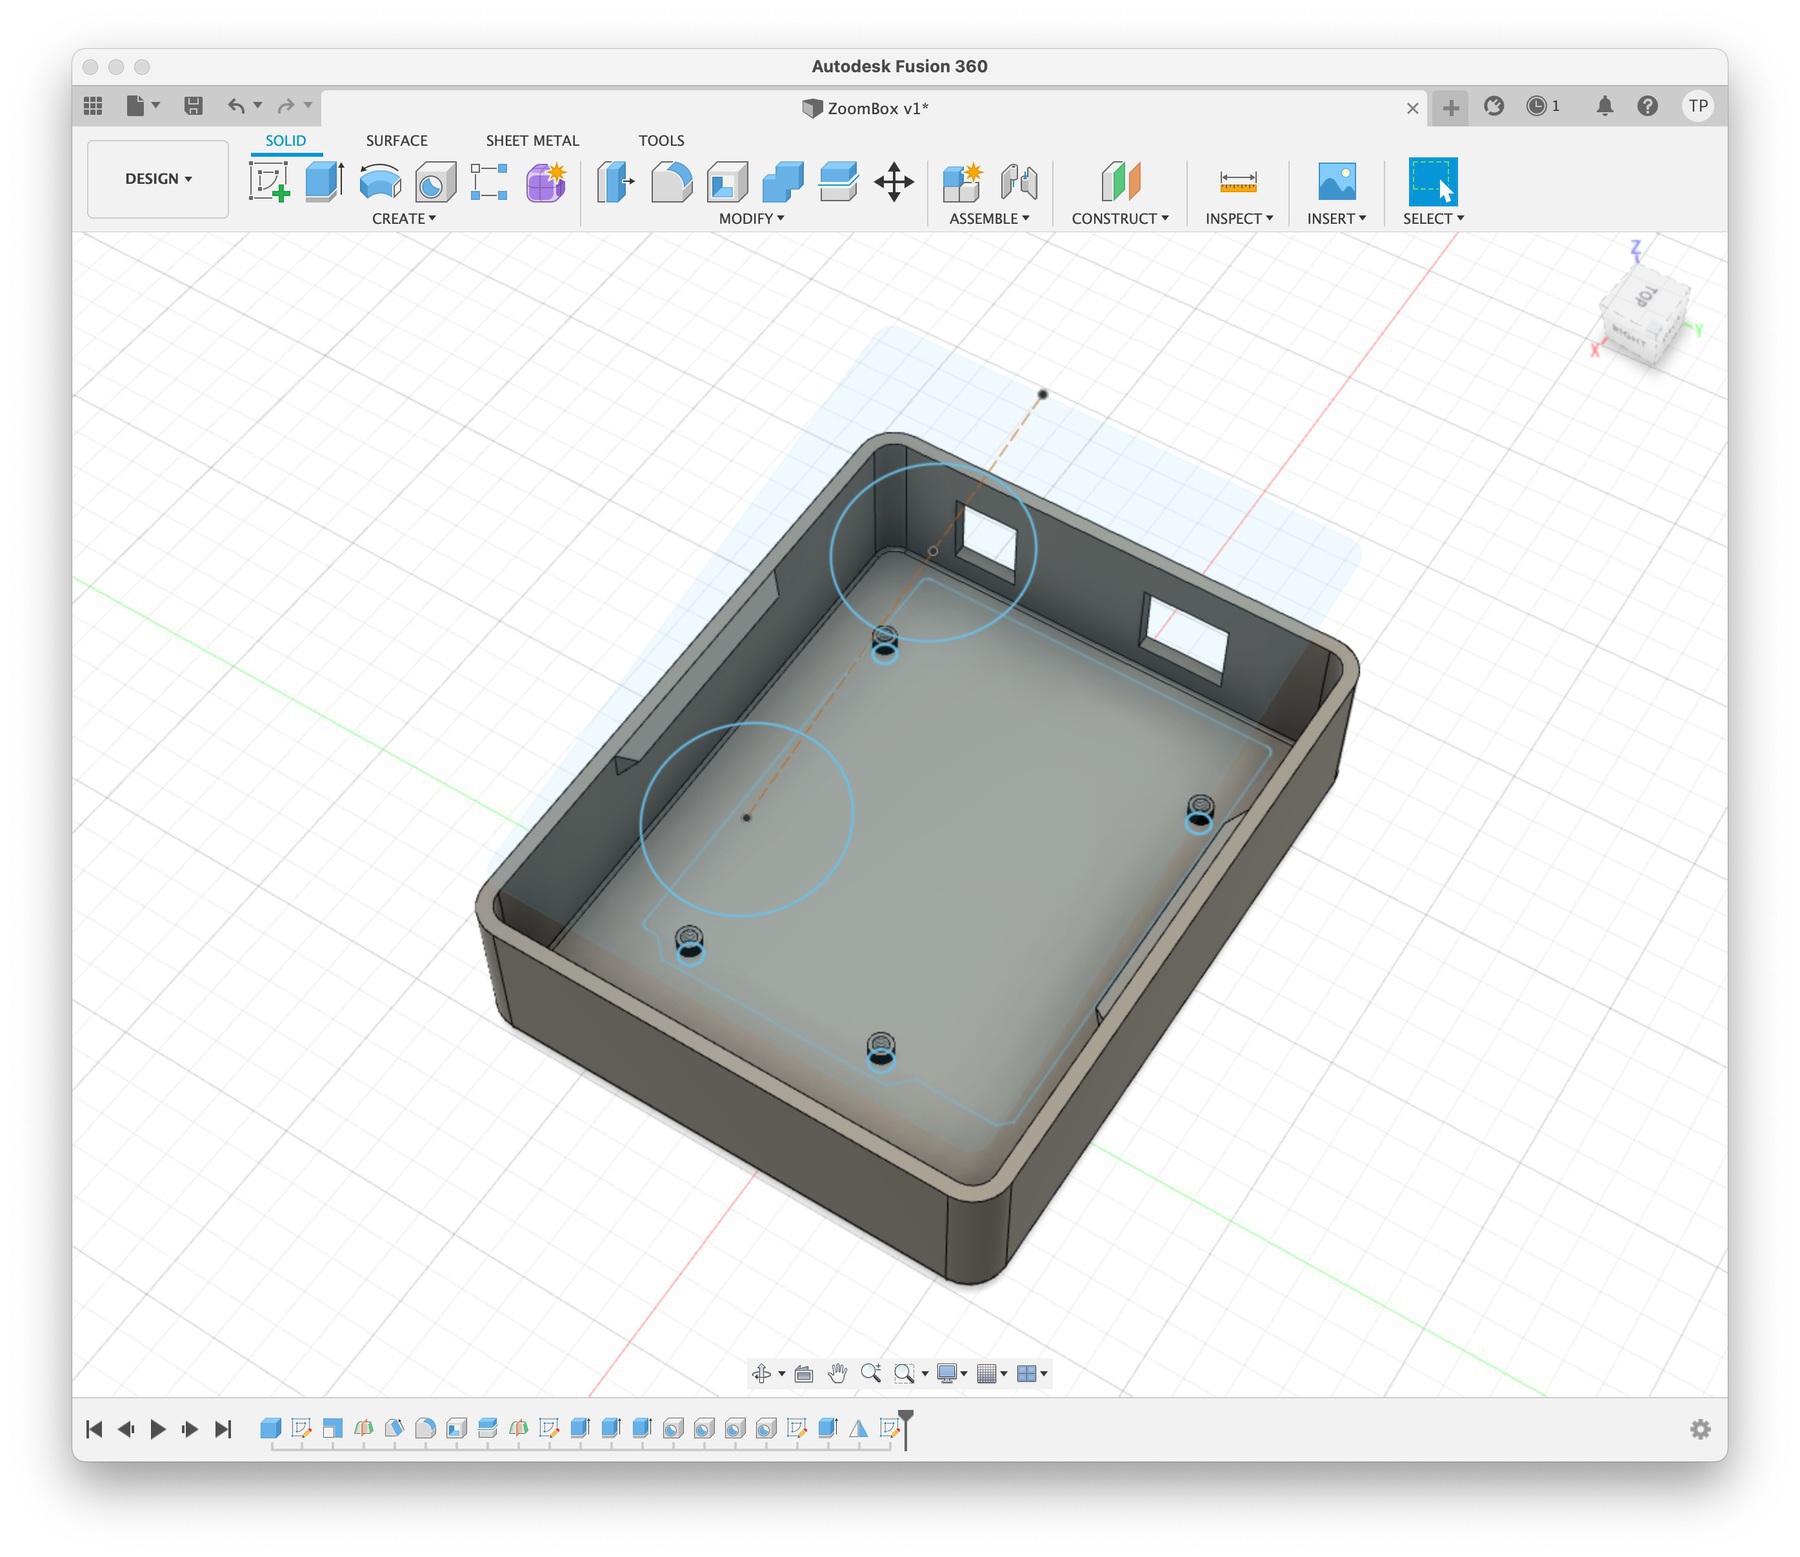 Autodesk Fusion 360
ZoomBox v1*
1
TP
SOLID
SURFACE
SHEET METAL
TOOLS
DESIGN
CREATE
MODIFY
ASSEMBLE
CONSTRUCT
INSPECT
INSERT
SELECT
Z
TOP
RIGHT
Y
X